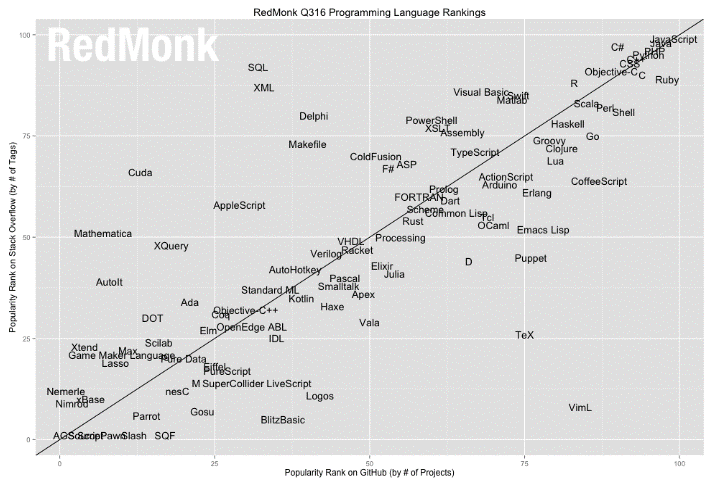 RedMonk Q316 Programming Language Rankings
RedMonk
100
75
50
25
0
Popularity Rank on Stack Overflow (by # of Tags)
JavaScript
Java
PHP
Python
C#
C++
CSS
C
Objective-C
Ruby
SQL
XML
R
Visual Basic
Swift
Matlab
Scala
Perl
Shell
Delphi
PowerShell
XSLT
Assembly
Haskell
Go
Makefile
Groovy
Clojure
TypeScript
Lua
ColdFusion
ASP
F#
Cuda
ActionScript
Arduino
CoffeeScript
Prolog
Erlang
FORTRAN
Dart
AppleScript
Scheme
Common Lisp
Tcl
Rust
OCaml
Emacs Lisp
Mathematica
Processing
VHDL
Racket
XQuery
Verilog
Puppet
D
Elixir
AutoHotkey
Julia
Pascal
AutoIt
Smalltalk
Standard ML
Apex
Kotlin
Ada
Haxe
Objective-C++
Coq
DOT
Vala
OpenEdge ABL
Elm
IDL
TeX
Scilab
Xtend
Max
Game Maker Language
Pure Data
Lasso
Eiffel
PureScript
M
SuperCollider
LiveScript
Nemerle
nesC
Logos
xBase
Nimrod
VimL
Gosu
Parrot
BlitzBasic
Slash
SQF
0
25
50
75
100
Popularity Rank on GitHub (by # of Projects)